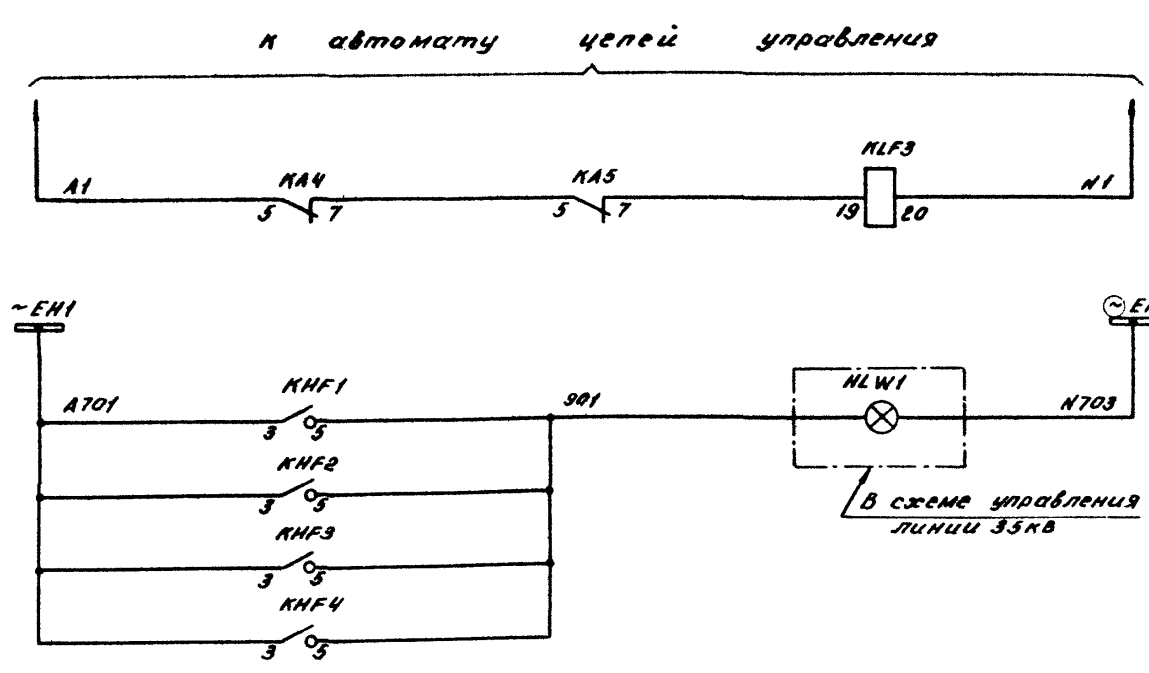 к автомату цепей управления
KLF3
A1 KA4 KA5 N1
5 7 5 7 19 20
~EH1 ~ EH
KHF1 HLW1
A701 901 N703
3 5
KHF2
3 5
В схеме управления
линии 35кВ
KHF3
3 5
KHF4
3 5